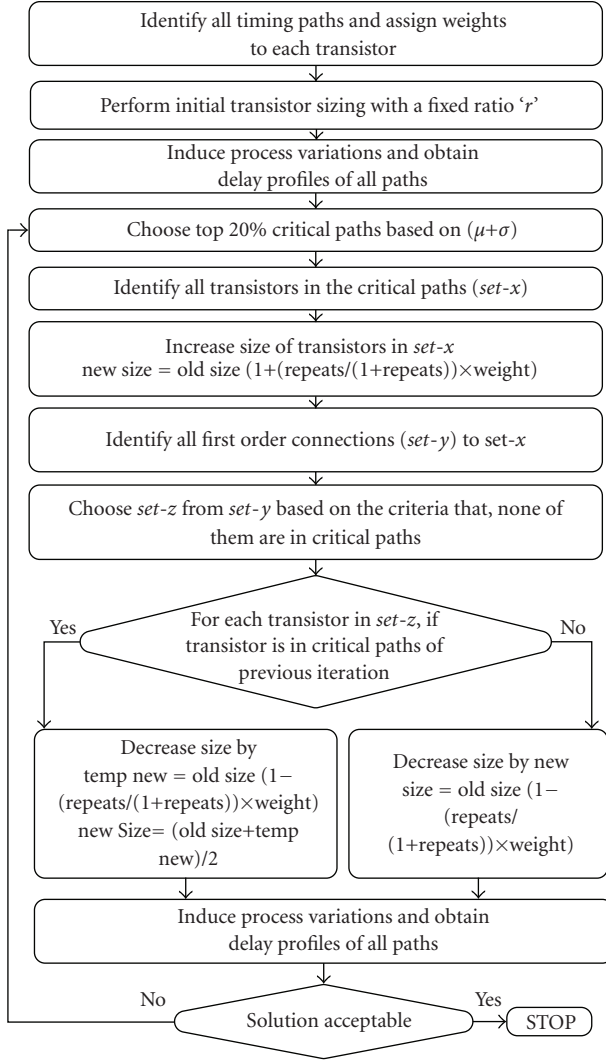 Identify all timing paths and assign weights
to each transistor
Perform initial transistor sizing with a fixed ratio ‘r’
Induce process variations and obtain
delay profiles of all paths
Choose top 20% critical paths based on (μ+σ)
Identify all transistors in the critical paths (set-x)
Increase size of transistors in set-x
new size = old size (1+(repeats/(1+repeats))×weight)
Identify all first order connections (set-y) to set-x
Choose set-z from set-y based on the criteria that, none of
them are in critical paths
For each transistor in set-z, if
transistor is in critical paths of
previous iteration
Yes
No
Decrease size by
temp new = old size (1−
(repeats/(1+repeats))×weight)
new Size= (old size+temp
new)/2
Decrease size by new
size = old size (1−
(repeats/
(1+repeats))×weight)
Induce process variations and obtain
delay profiles of all paths
No
Solution acceptable
Yes
STOP